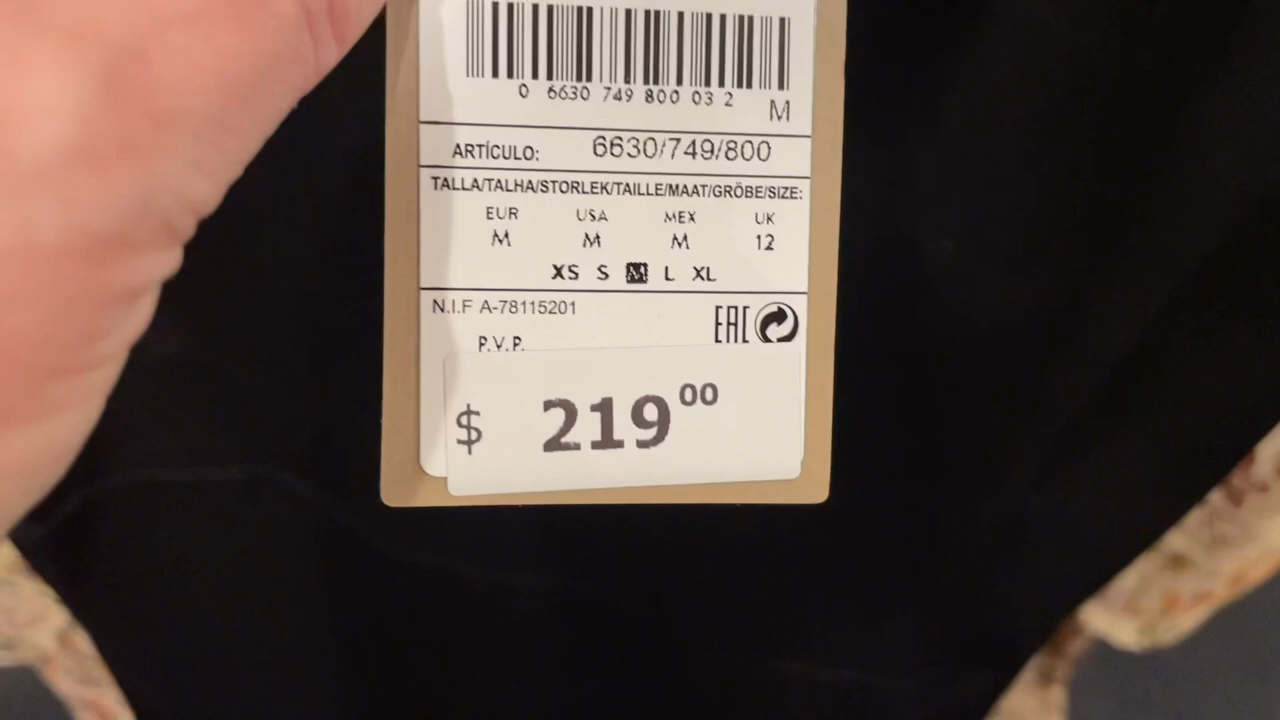 0 6630 749 800 03 2
M
ARTÍCULO: 6630/749/800
TALLA/TALHA/STORLEK/TAILLE/MAAT/GRÖBE/SIZE:
EUR USA MEX UK
M M M 12
XS S M L XL
N.I.F A-78115201
EAC
P.V.P.
$ 219 00